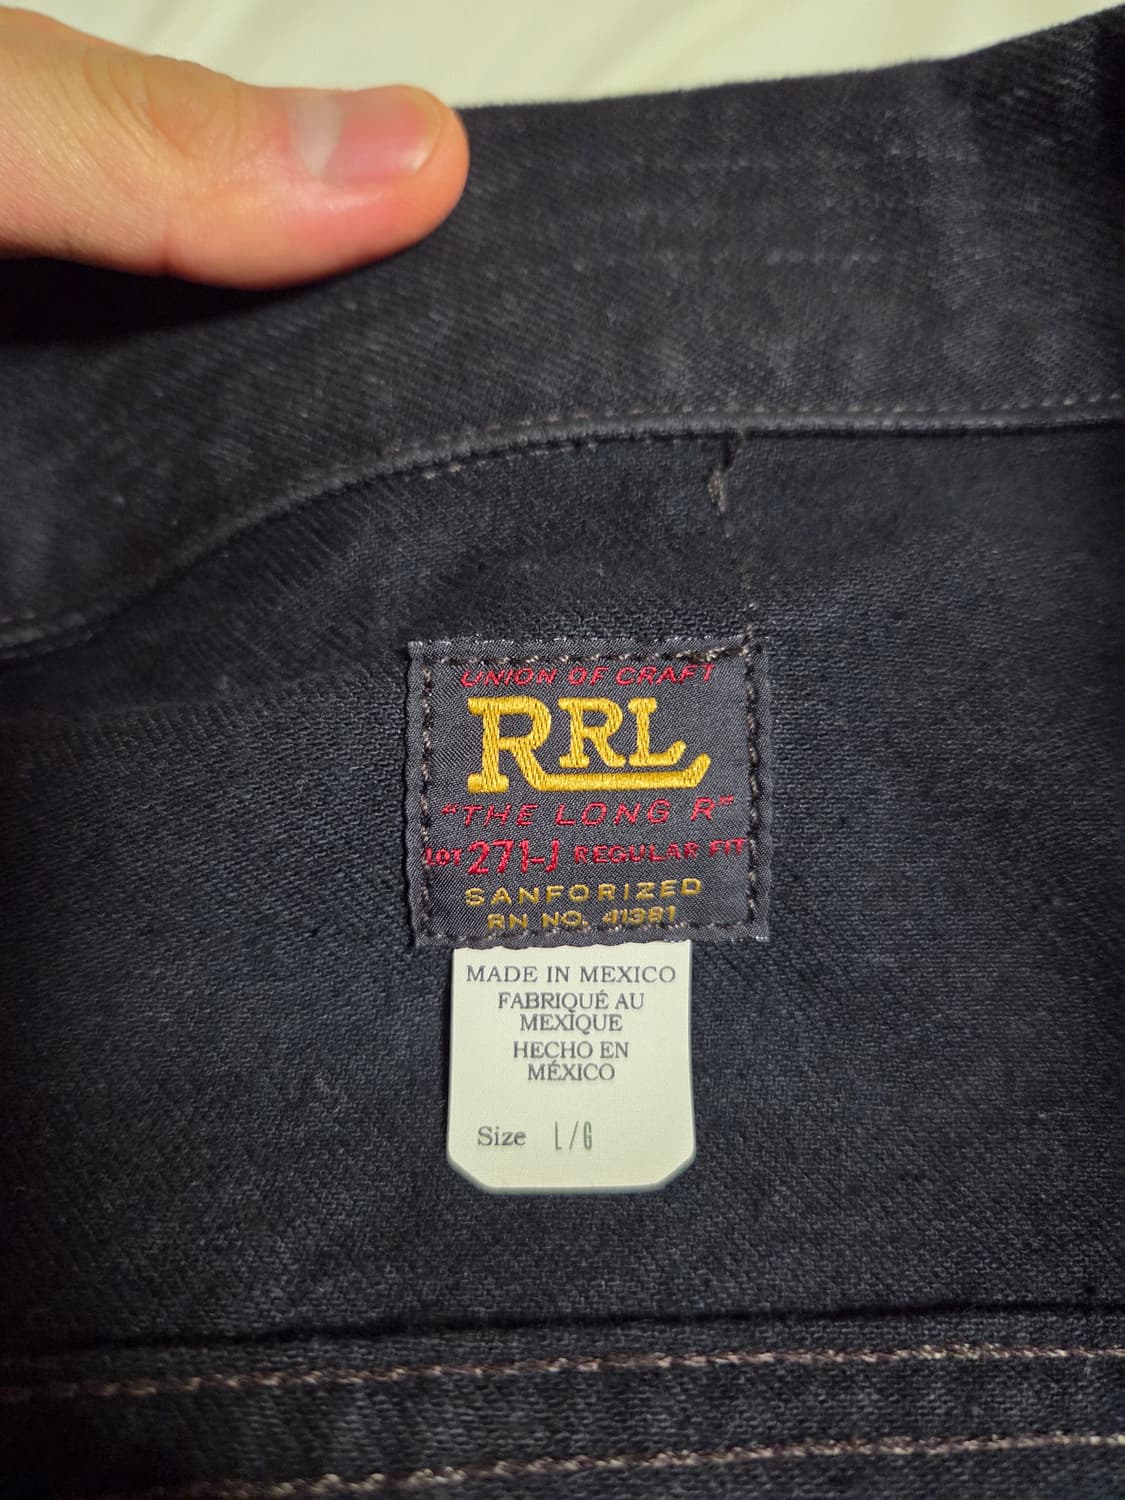 UNION OF CRAFT
RRL
"THE LONG R"
LOT 271-J REGULAR FIT
SANFORIZED
RN NO. 41381
MADE IN MEXICO
FABRIQUÉ AU
MEXIQUE
HECHO EN
MÉXICO
Size L/G